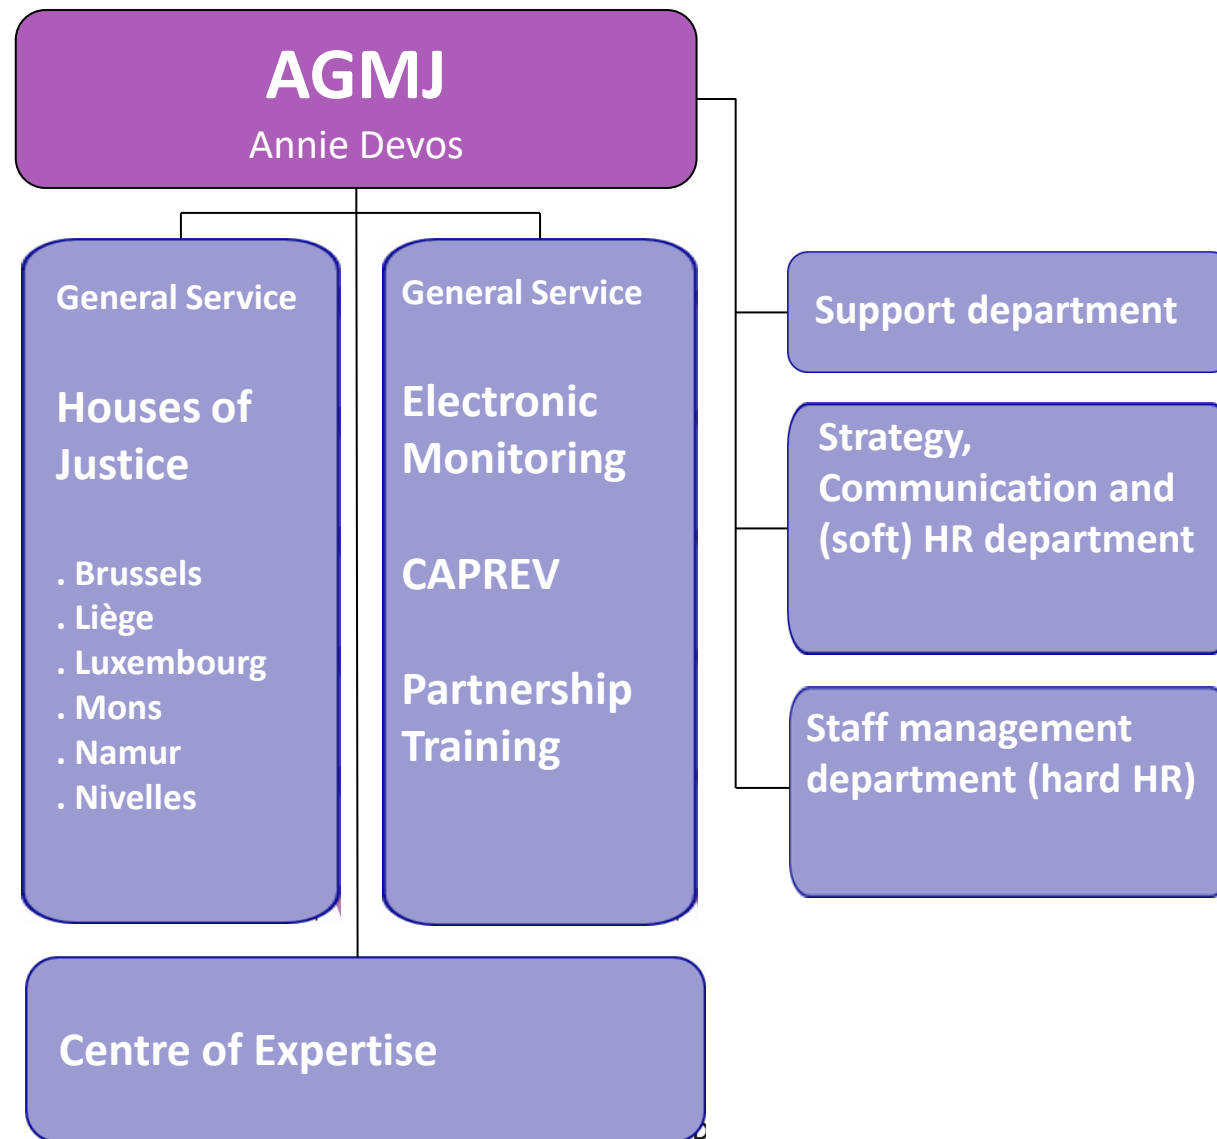 AGMJ
Annie Devos
General Service
Houses of
Justice
. Brussels
. Liège
. Luxembourg
. Mons
. Namur
. Nivelles
General Service
Electronic
Monitoring
CAPREV
Partnership
Training
Support department
Strategy,
Communication and
(soft) HR department
Staff management
department (hard HR)
Centre of Expertise